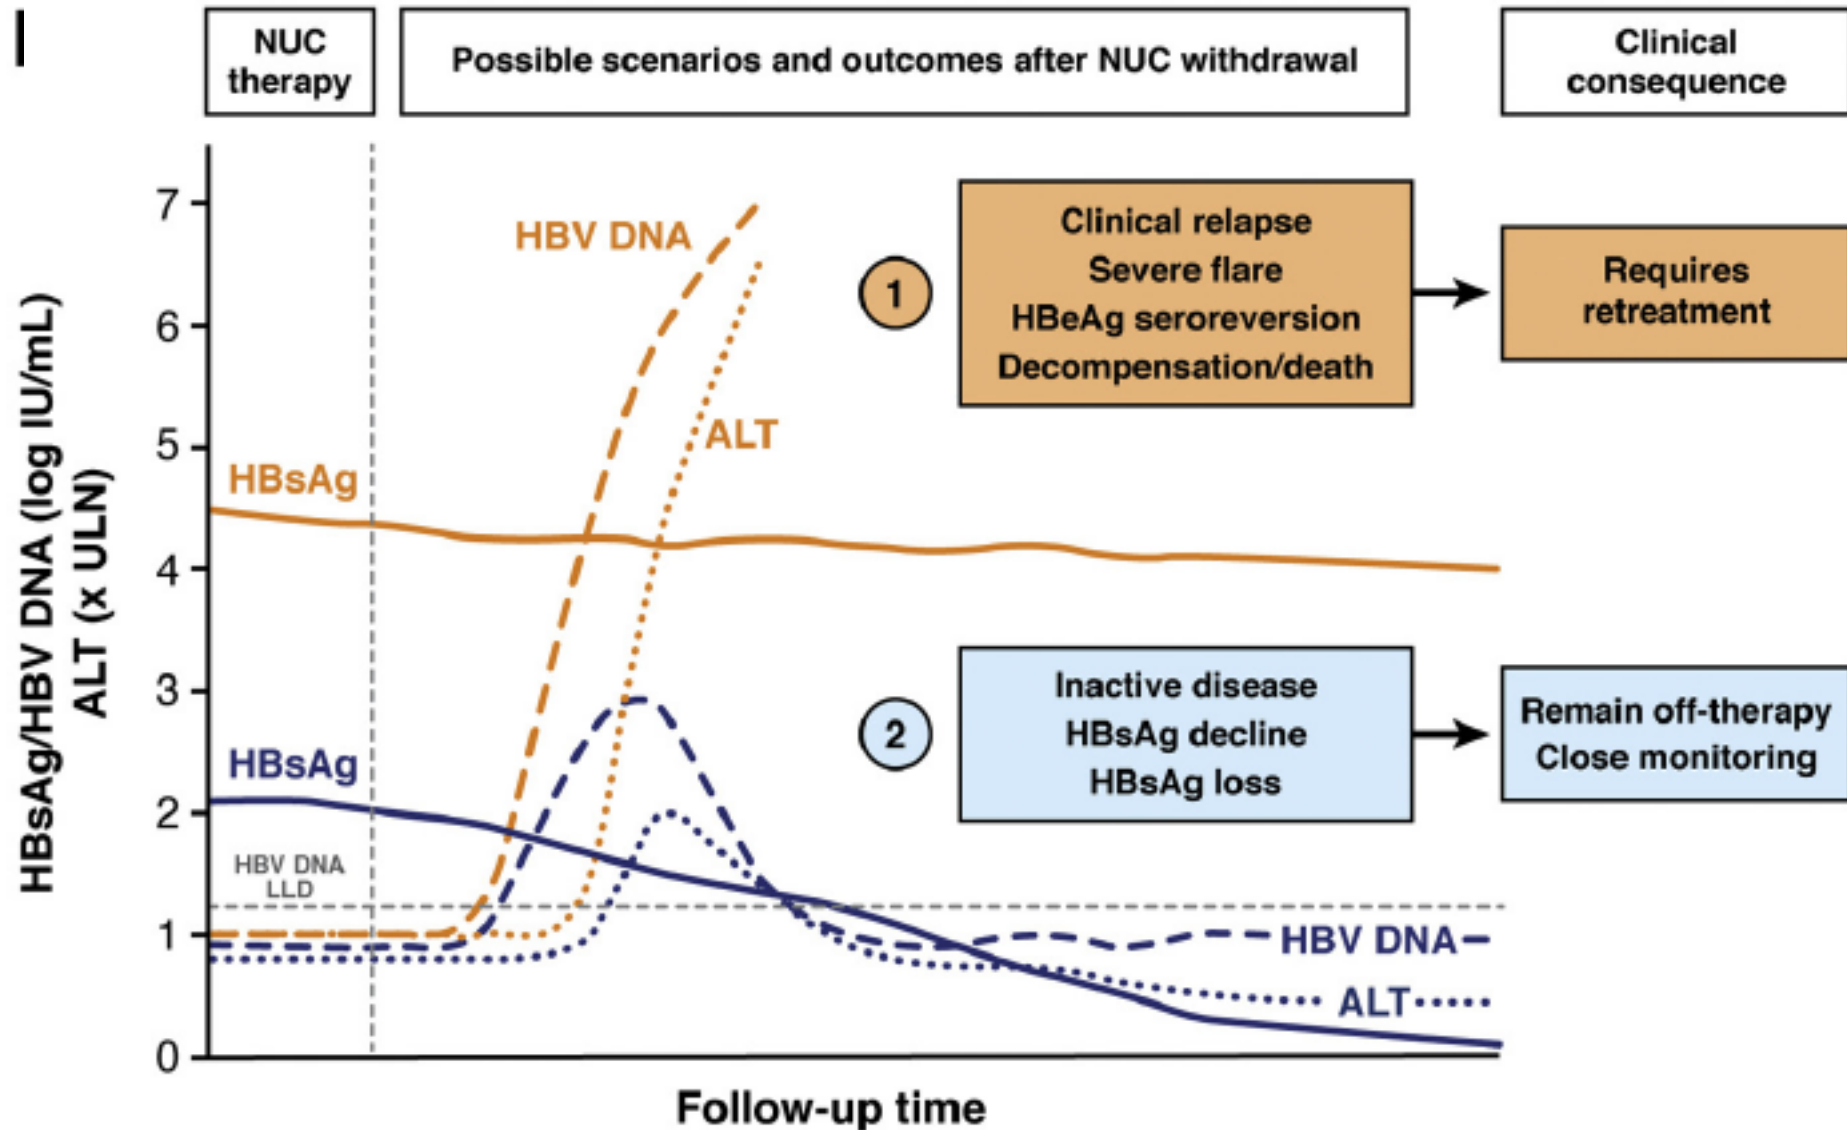 I
NUC
therapy
Possible scenarios and outcomes after NUC withdrawal
Clinical
consequence
HBsAg/HBV DNA (log IU/mL)
ALT (x ULN)
7
6
5
4
3
2
1
0
HBV DNA
ALT
HBsAg
HBsAg
HBV DNA
LLD
1
Clinical relapse
Severe flare
HBeAg seroreversion
Decompensation/death
Requires
retreatment
2
Inactive disease
HBsAg decline
HBsAg loss
Remain off-therapy
Close monitoring
HBV DNA
ALT
Follow-up time